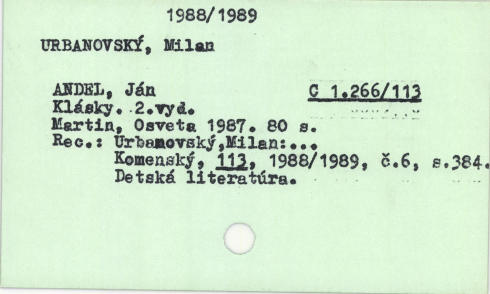 1988/1989
URBANOVSKÝ, Milan
ANDEL, Ján C 1.266/113
Klásky. 2.vyd.
Martin, Osveta 1987. 80 s.
Rec.: Urbanovský,Milan:...
Komenský, 113, 1988/1989, č.6, s.384.
Detská literatúra.